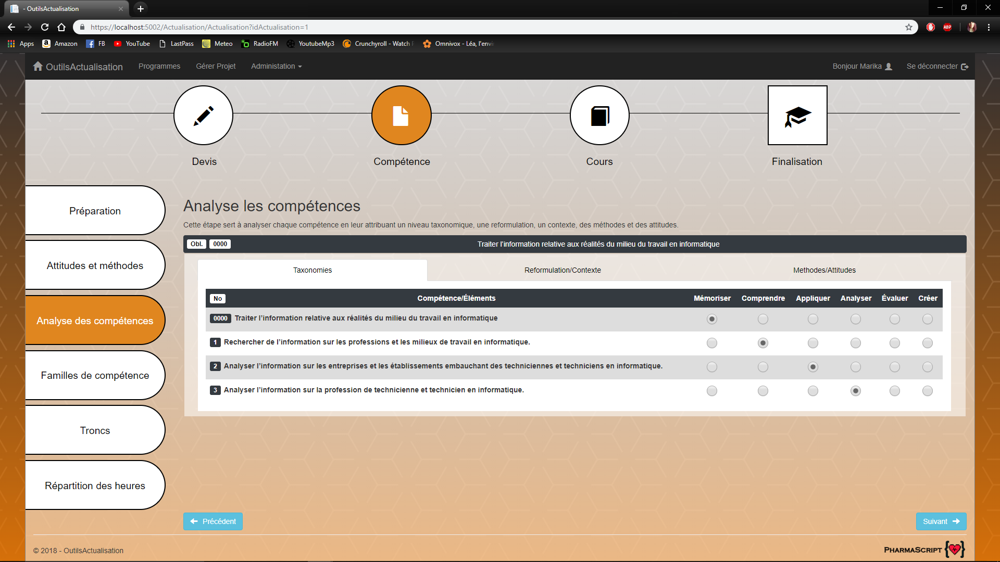 - OutilsActualisation
https://localhost:5002/Actualisation/Actualisation?idActualisation=1
Apps Amazon FB YouTube LastPass Meteo RadioFM YoutubeMp3 Crunchyroll - Watch Omnivox - Léa, l'envi
OutilsActualisation Programmes Gérer Projet Administation Bonjour Marika Se déconnecter
Devis Compétence Cours Finalisation
Préparation
Attitudes et méthodes
Analyse des compétences
Familles de compétence
Troncs
Répartition des heures
Analyse les compétences
Cette étape sert à analyser chaque compétence en leur attribuant un niveau taxonomique, une reformulation, un contexte, des méthodes et des attitudes.
Obl. 0000 Traiter l’information relative aux réalités du milieu du travail en informatique
Taxonomies Reformulation/Contexte Methodes/Attitudes
No Compétence/Éléments Mémoriser Comprendre Appliquer Analyser Évaluer Créer
0000 Traiter l’information relative aux réalités du milieu du travail en informatique
1 Rechercher de l’information sur les professions et les milieux de travail en informatique.
2 Analyser l’information sur les entreprises et les établissements embauchant des techniciennes et techniciens en informatique.
3 Analyser l’information sur la profession de technicienne et technicien en informatique.
Précédent Suivant
© 2018 - OutilsActualisation
PharmaScript
ABP